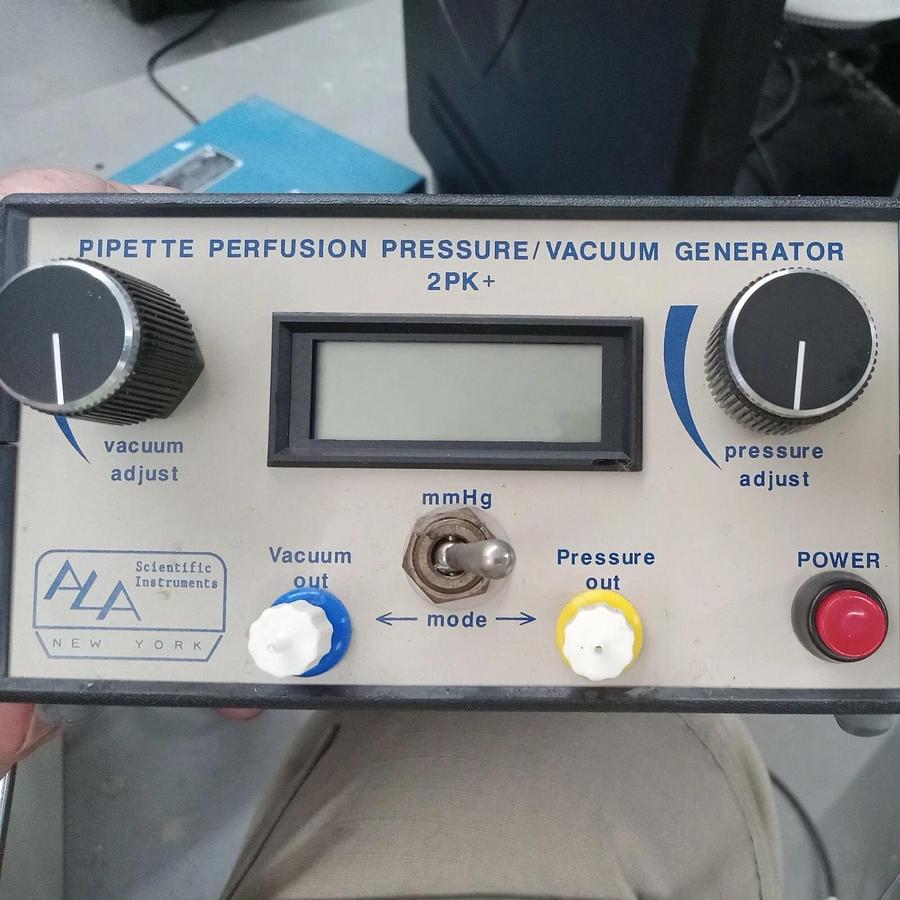 PIPETTE PERFUSION PRESSURE/VACUUM GENERATOR
2PK+
vacuum
adjust
pressure
adjust
mmHg
Vacuum
out
← mode →
Pressure
out
POWER
ALA
Scientific
Instruments
NEW YORK